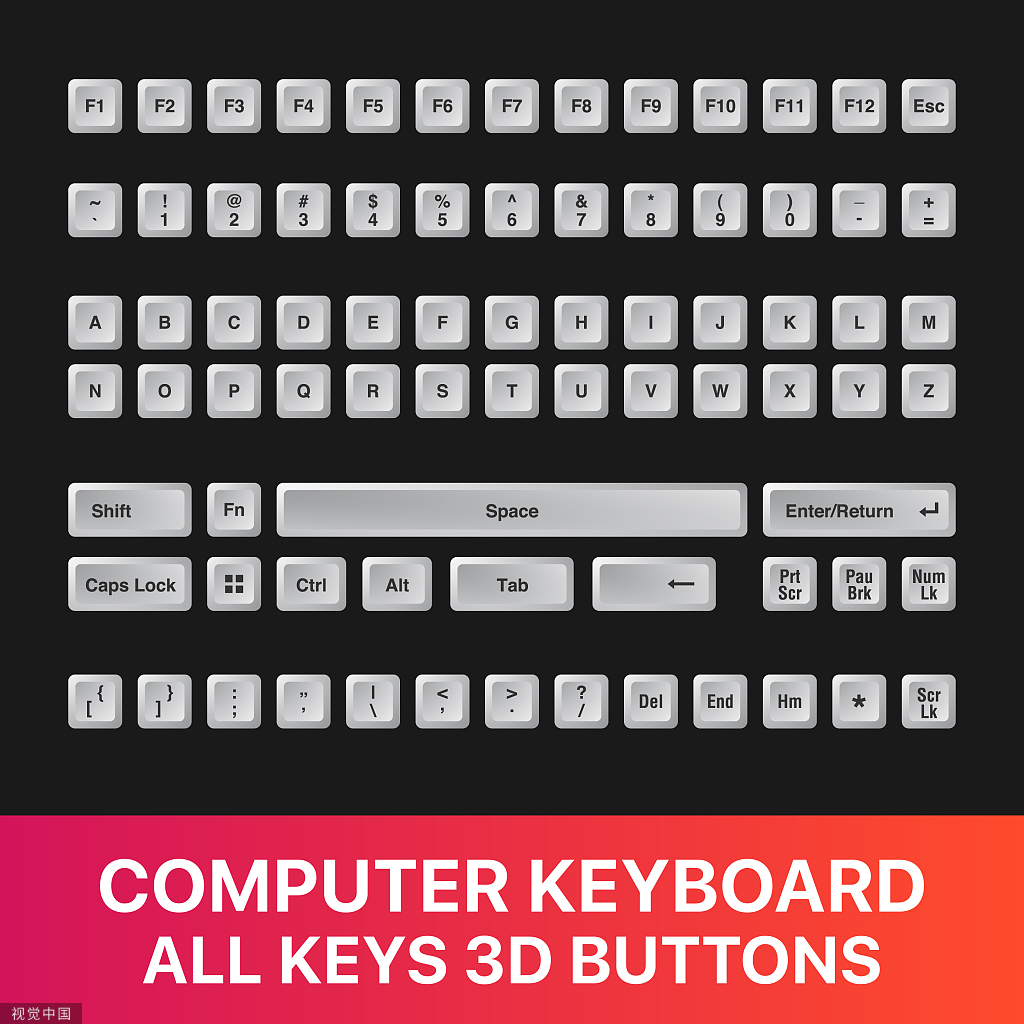 F1 F2 F3 F4 F5 F6 F7 F8 F9 F10 F11 F12 Esc
~ ! @ # $ % ^ & * ( ) _ +
` 1 2 3 4 5 6 7 8 9 0 - =
A B C D E F G H I J K L M
N O P Q R S T U V W X Y Z
Shift Fn Space Enter/Return
Caps Lock Ctrl Alt Tab ← Prt Scr Pau Brk Num Lk
{ } : ” | < > ? Del End Hm * Scr Lk
[ ] ; ’ \ , . /
COMPUTER KEYBOARD
ALL KEYS 3D BUTTONS
视觉中国